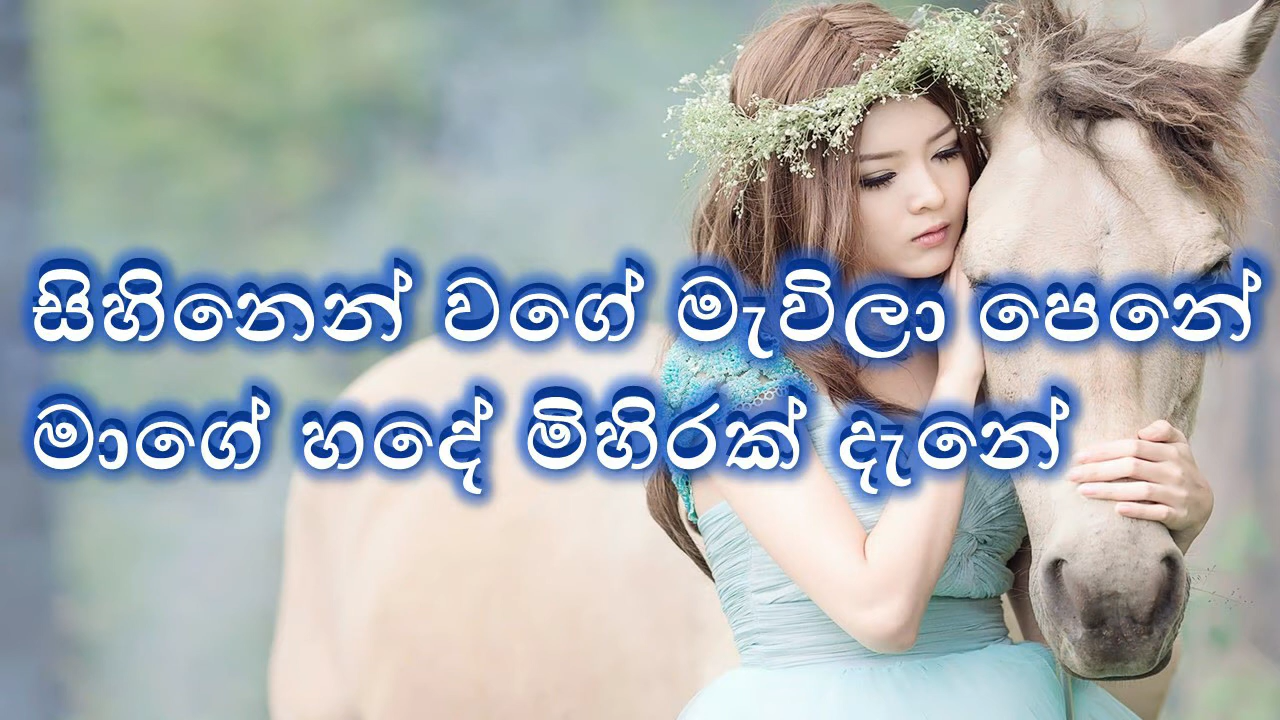 සිහිනෙන් වගේ මැවිලා පෙනේ
මාගේ හදේ මිහිරක් දැනේ